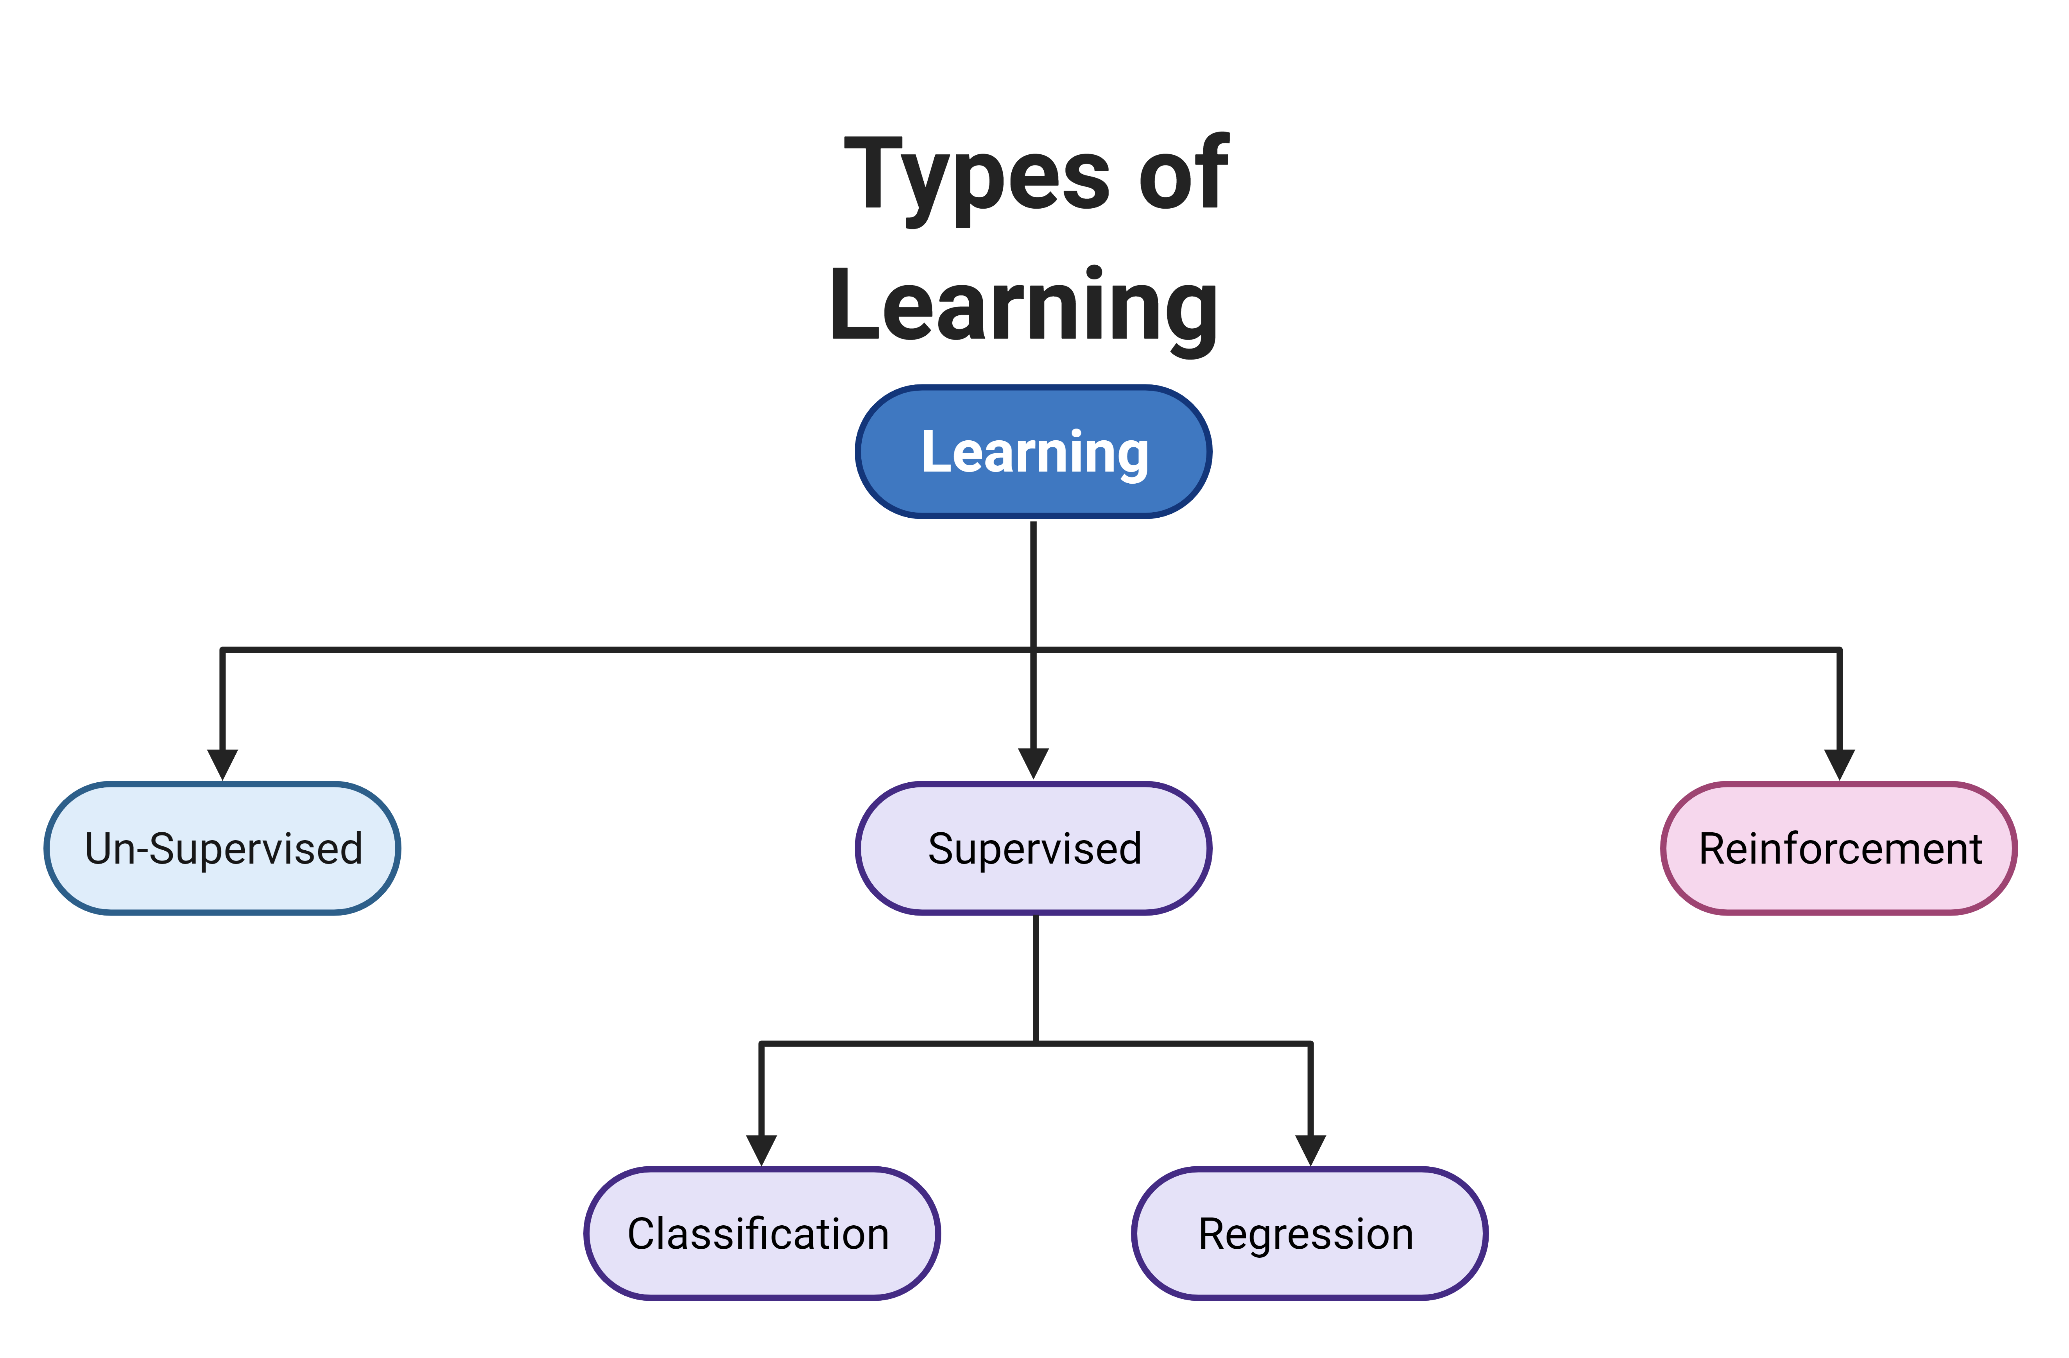 Types of
Learning
Learning
Un-Supervised
Supervised
Reinforcement
Classification
Regression